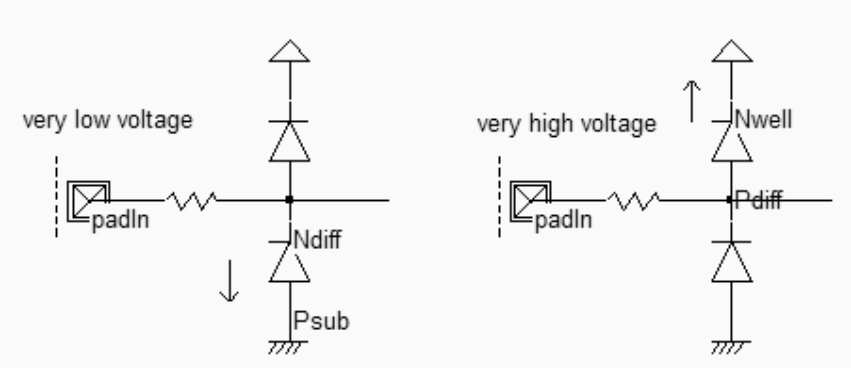 very low voltage
padIn
Ndiff
Psub
very high voltage
Nwell
padIn
Pdiff